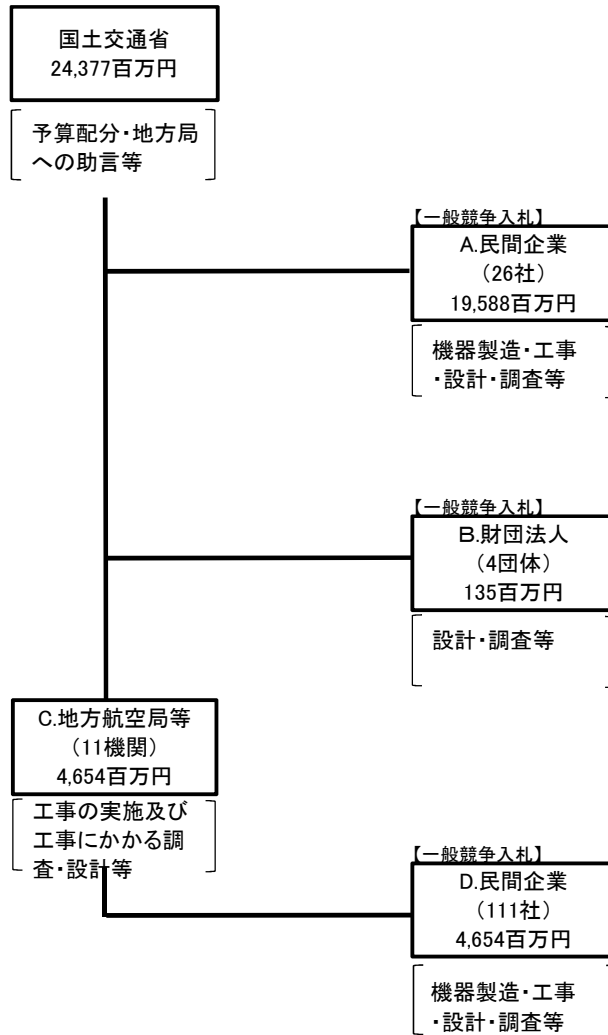 国土交通省
24,377百万円
予算配分・地方局
への助言等
【一般競争入札】
A.民間企業
（26社）
19,588百万円
機器製造・工事
・設計・調査等
【一般競争入札】
B.財団法人
（4団体）
135百万円
設計・調査等
C.地方航空局等
（11機関）
4,654百万円
工事の実施及び
工事にかかる調
査・設計等
【一般競争入札】
D.民間企業
（111社）
4,654百万円
機器製造・工事
・設計・調査等